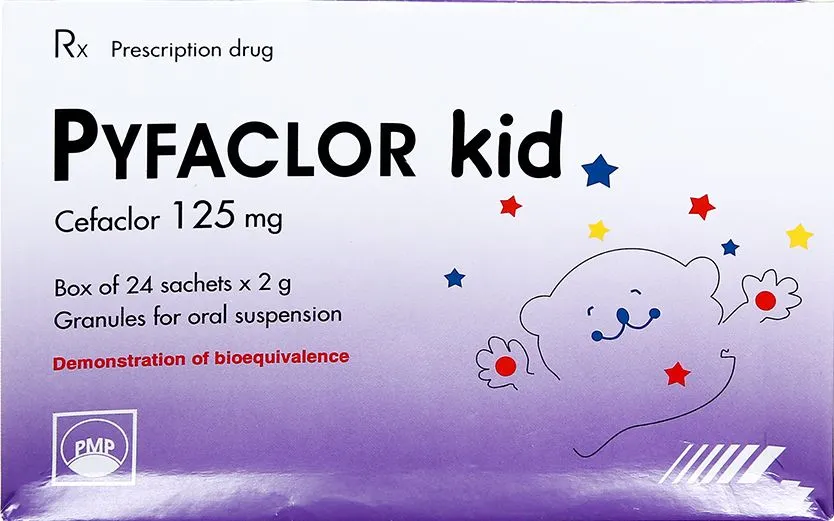 Rx Prescription drug
PYFACLOR kid
Cefaclor 125 mg
Box of 24 sachets x 2 g
Granules for oral suspension
Demonstration of bioequivalence
PMP